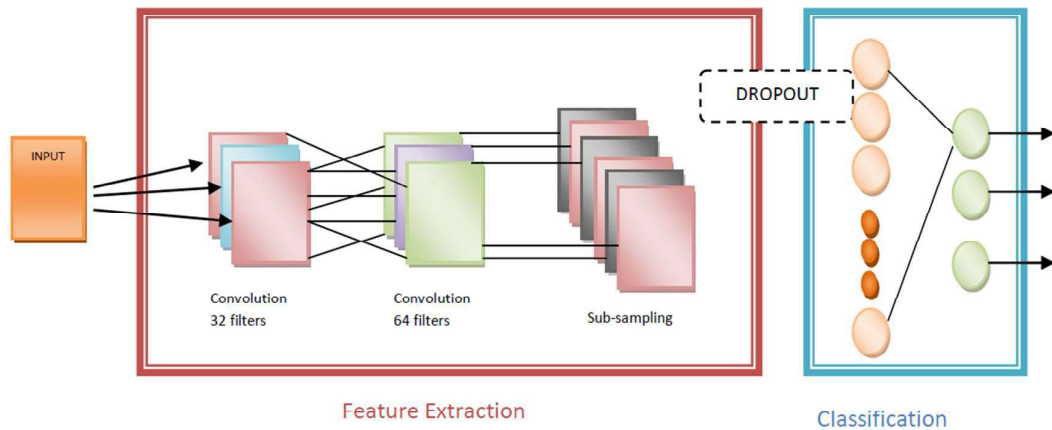 INPUT
Convolution
32 filters
Convolution
64 filters
Sub-sampling
DROPOUT
Feature Extraction
Classification